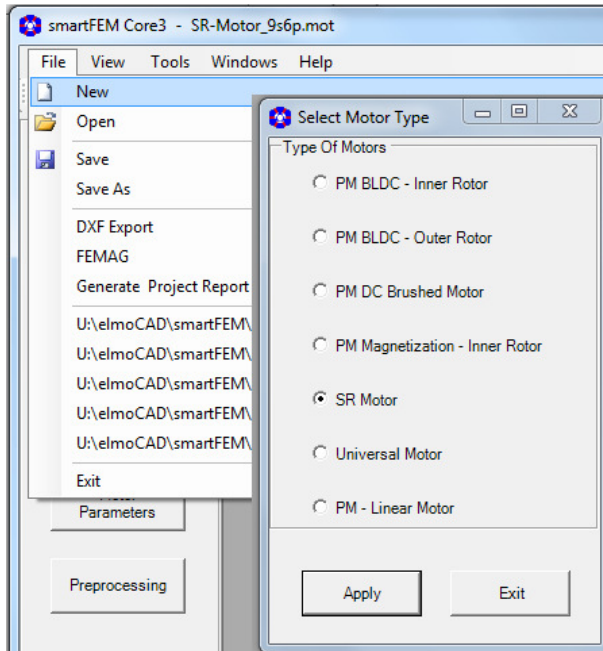 smartFEM Core3 - SR-Motor_9s6p.mot
File View Tools Windows Help
New
Open
Save
Save As
DXF Export
FEMAG
Generate Project Report
U:\elmoCAD\smartFEM\
U:\elmoCAD\smartFEM\
U:\elmoCAD\smartFEM\
U:\elmoCAD\smartFEM\
U:\elmoCAD\smartFEM\
Exit
Parameters
Preprocessing
Select Motor Type
Type Of Motors
PM BLDC - Inner Rotor
PM BLDC - Outer Rotor
PM DC Brushed Motor
PM Magnetization - Inner Rotor
SR Motor
Universal Motor
PM - Linear Motor
Apply Exit